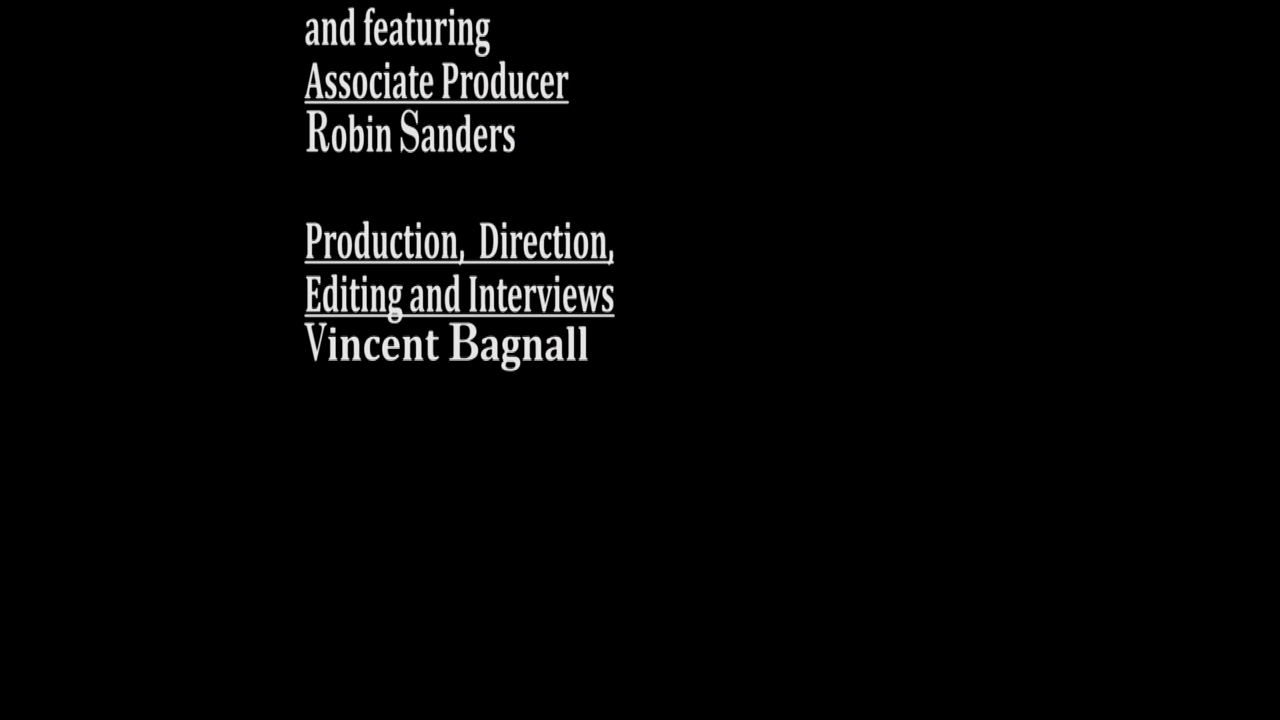 and featuring
Associate Producer
Robin Sanders
Production, Direction,
Editing and Interviews
Vincent Bagnall